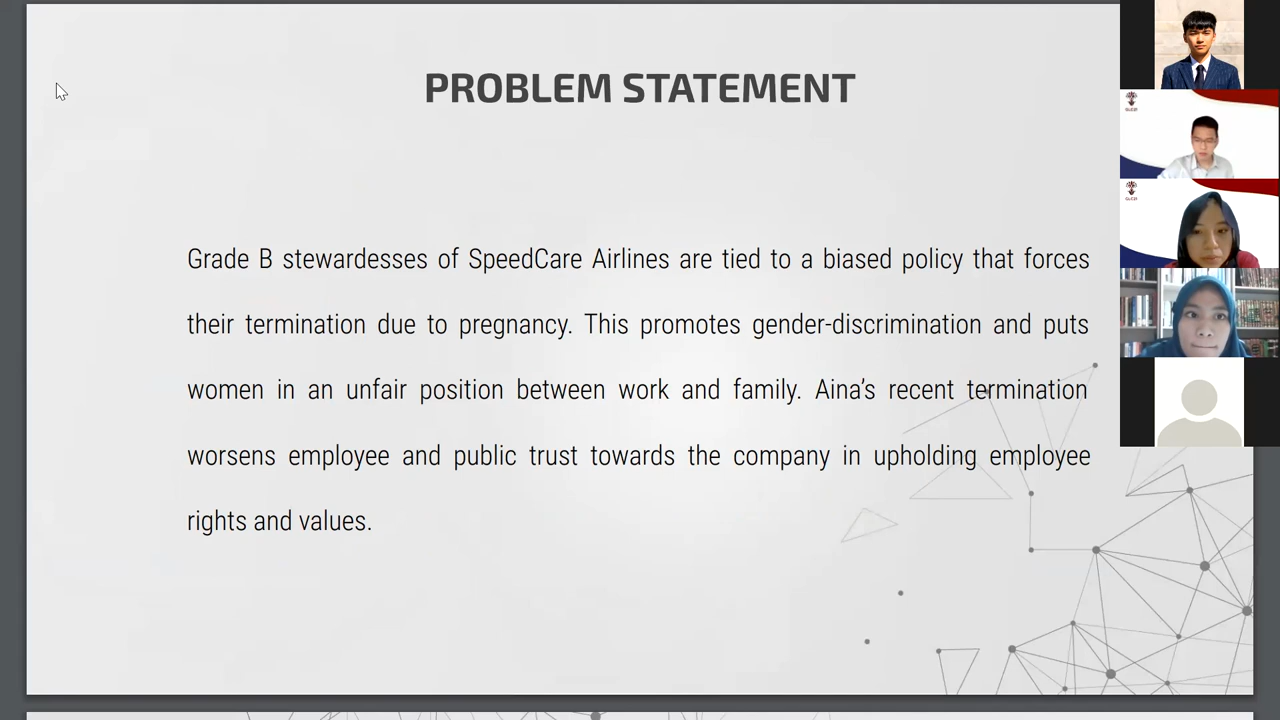 PROBLEM STATEMENT
Grade B stewardesses of SpeedCare Airlines are tied to a biased policy that forces
their termination due to pregnancy. This promotes gender-discrimination and puts
women in an unfair position between work and family. Aina's recent termination
worsens employee and public trust towards the company in upholding employee
rights and values.